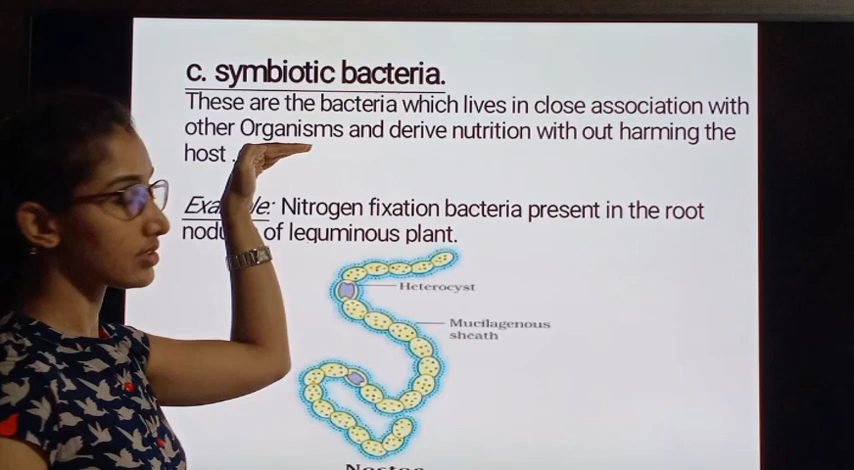 c. symbiotic bacteria.
These are the bacteria which lives in close association with
other Organisms and derive nutrition with out harming the
host .
Nitrogen fixation bacteria present in the root
of leguminous plant.
Heterocyst
Mucilagenous
sheath